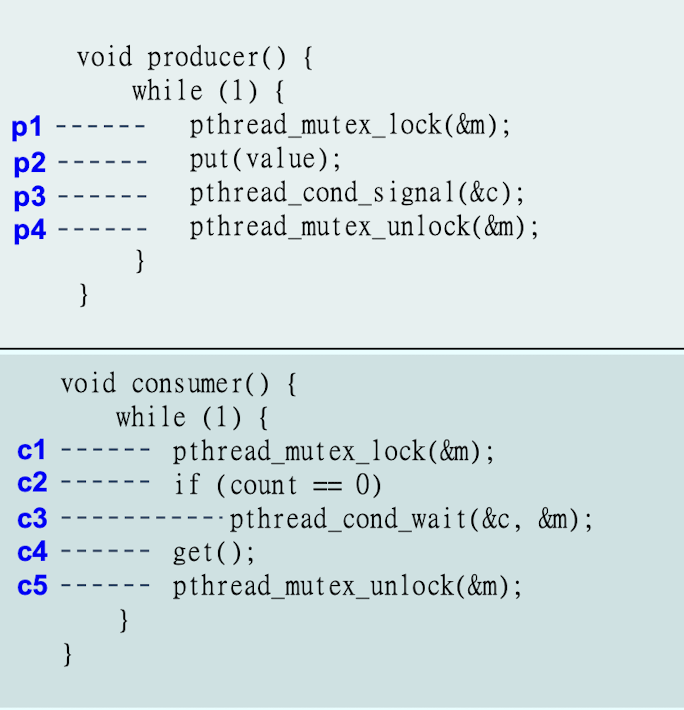 void producer() {
while (1) {
p1 ------ pthread_mutex_lock(&m);
p2 ------ put(value);
p3 ------ pthread_cond_signal(&c);
p4 ------ pthread_mutex_unlock(&m);
}
}
void consumer() {
while (1) {
c1 ------ pthread_mutex_lock(&m);
c2 ------ if (count == 0)
c3 ----------- pthread_cond_wait(&c, &m);
c4 ------ get();
c5 ------ pthread_mutex_unlock(&m);
}
}